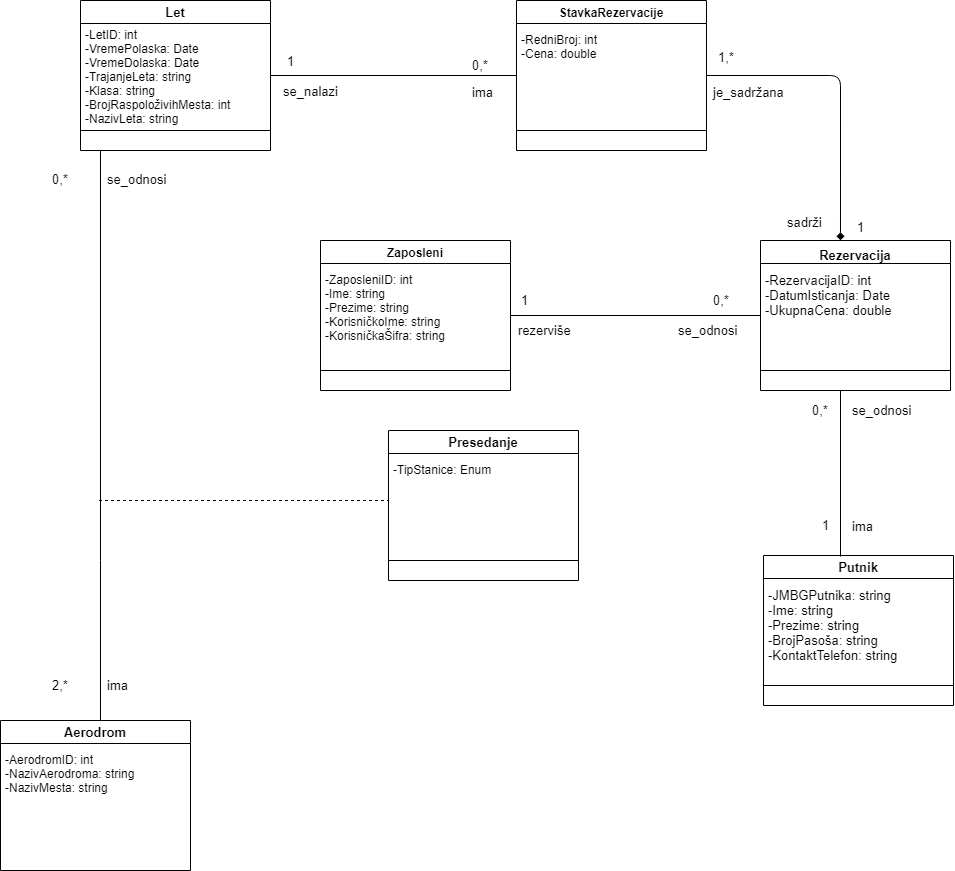 Let
-LetID: int
-VremePolaska: Date
-VremeDolaska: Date
-TrajanjeLeta: string
-Klasa: string
-BrojRaspoloživihMesta: int
-NazivLeta: string
1
se_nalazi
0,*
ima
StavkaRezervacije
-RedniBroj: int
-Cena: double
1,*
je_sadržana
0,*
se_odnosi
sadrži
1
Zaposleni
-ZaposleniID: int
-Ime: string
-Prezime: string
-KorisničkoIme: string
-KorisničkaŠifra: string
1
rezerviše
0,*
se_odnosi
Rezervacija
-RezervacijaID: int
-DatumIsticanja: Date
-UkupnaCena: double
0,*
se_odnosi
Presedanje
-TipStanice: Enum
1
ima
Putnik
-JMBGPutnika: string
-Ime: string
-Prezime: string
-BrojPasoša: string
-KontaktTelefon: string
2,*
ima
Aerodrom
-AerodromID: int
-NazivAerodroma: string
-NazivMesta: string